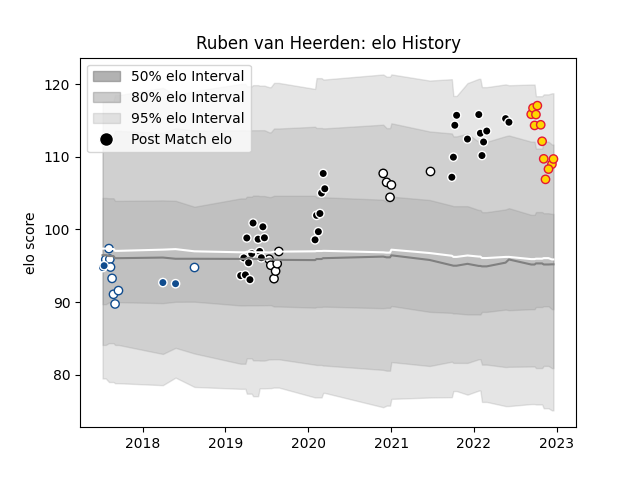 Ruben van Heerden: elo History
50% elo Interval
80% elo Interval
95% elo Interval
Post Match elo
elo score
120
110
100
90
80
2018 2019 2020 2021 2022 2023